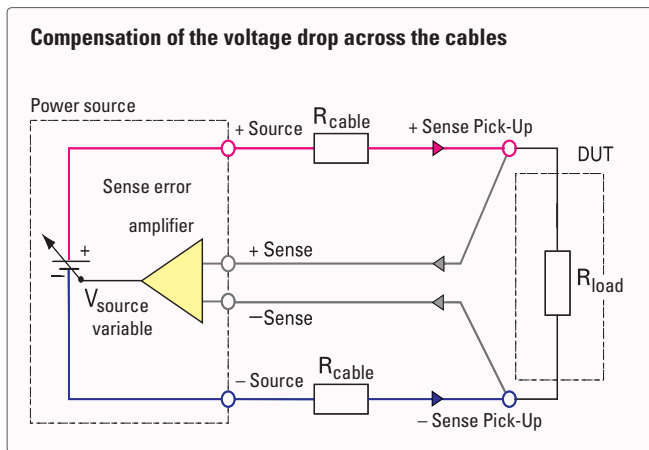 Compensation of the voltage drop across the cables
Power source
+ Source
Rcable
+ Sense Pick-Up
DUT
Sense error
amplifier
+ Sense
+
−
Vsource
variable
Rload
−Sense
− Source
Rcable
− Sense Pick-Up